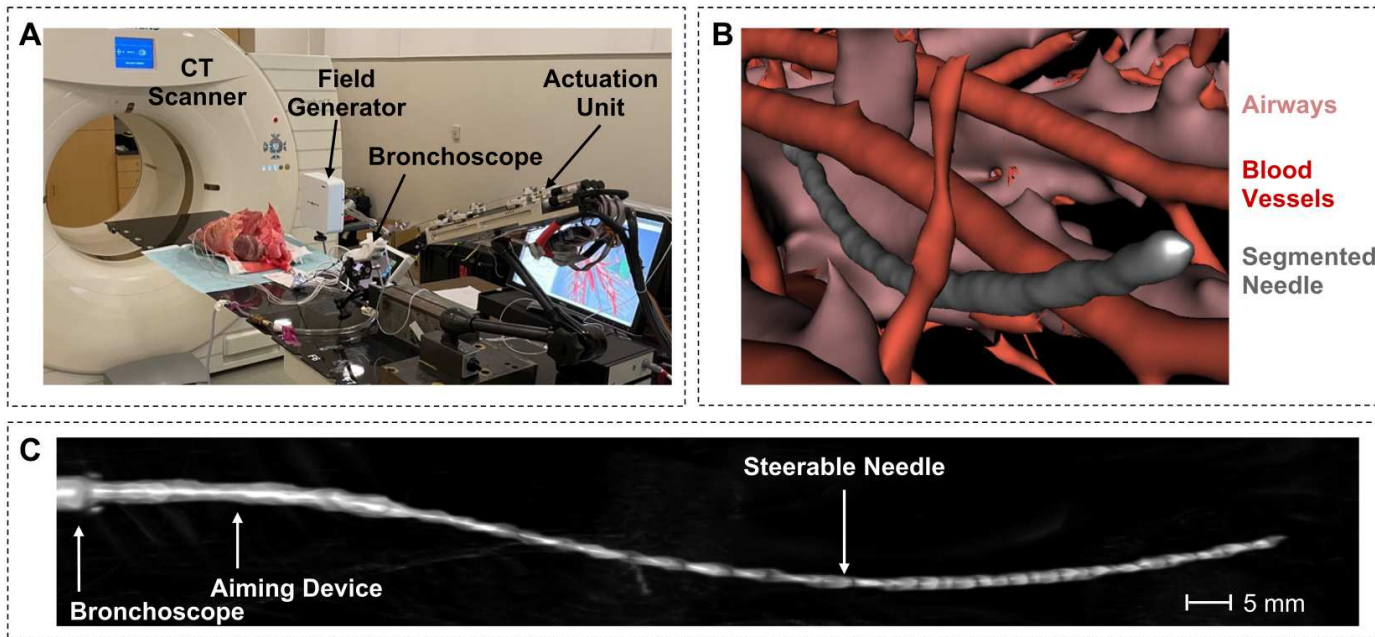 A
CT
Scanner
Field
Generator
Bronchoscope
Actuation
Unit
F6
B
Airways
Blood
Vessels
Segmented
Needle
C
Steerable Needle
Aiming Device
Bronchoscope
5 mm